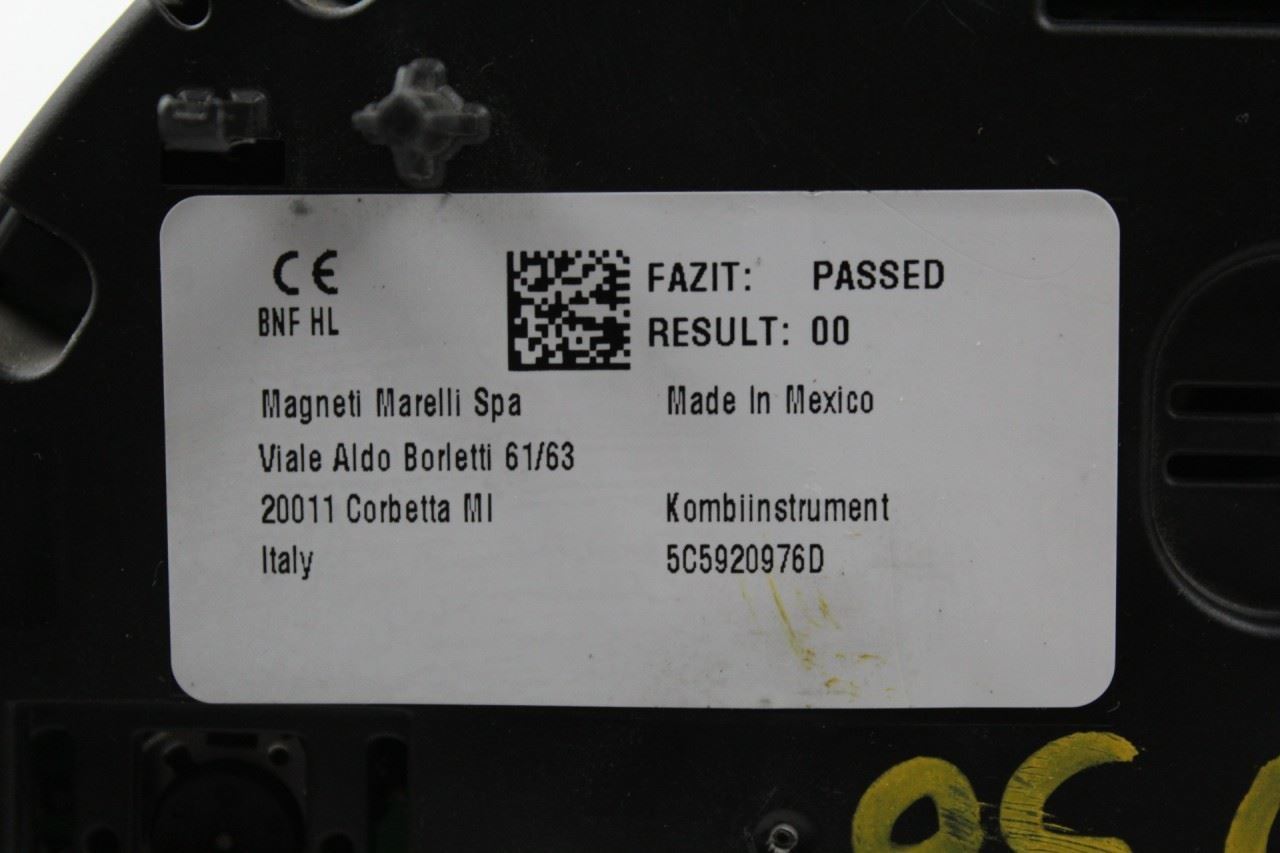 CE
BNF HL
FAZIT: PASSED
RESULT: 00
Magneti Marelli Spa
Viale Aldo Borletti 61/63
20011 Corbetta MI
Italy
Made In Mexico
Kombiinstrument
5C5920976D